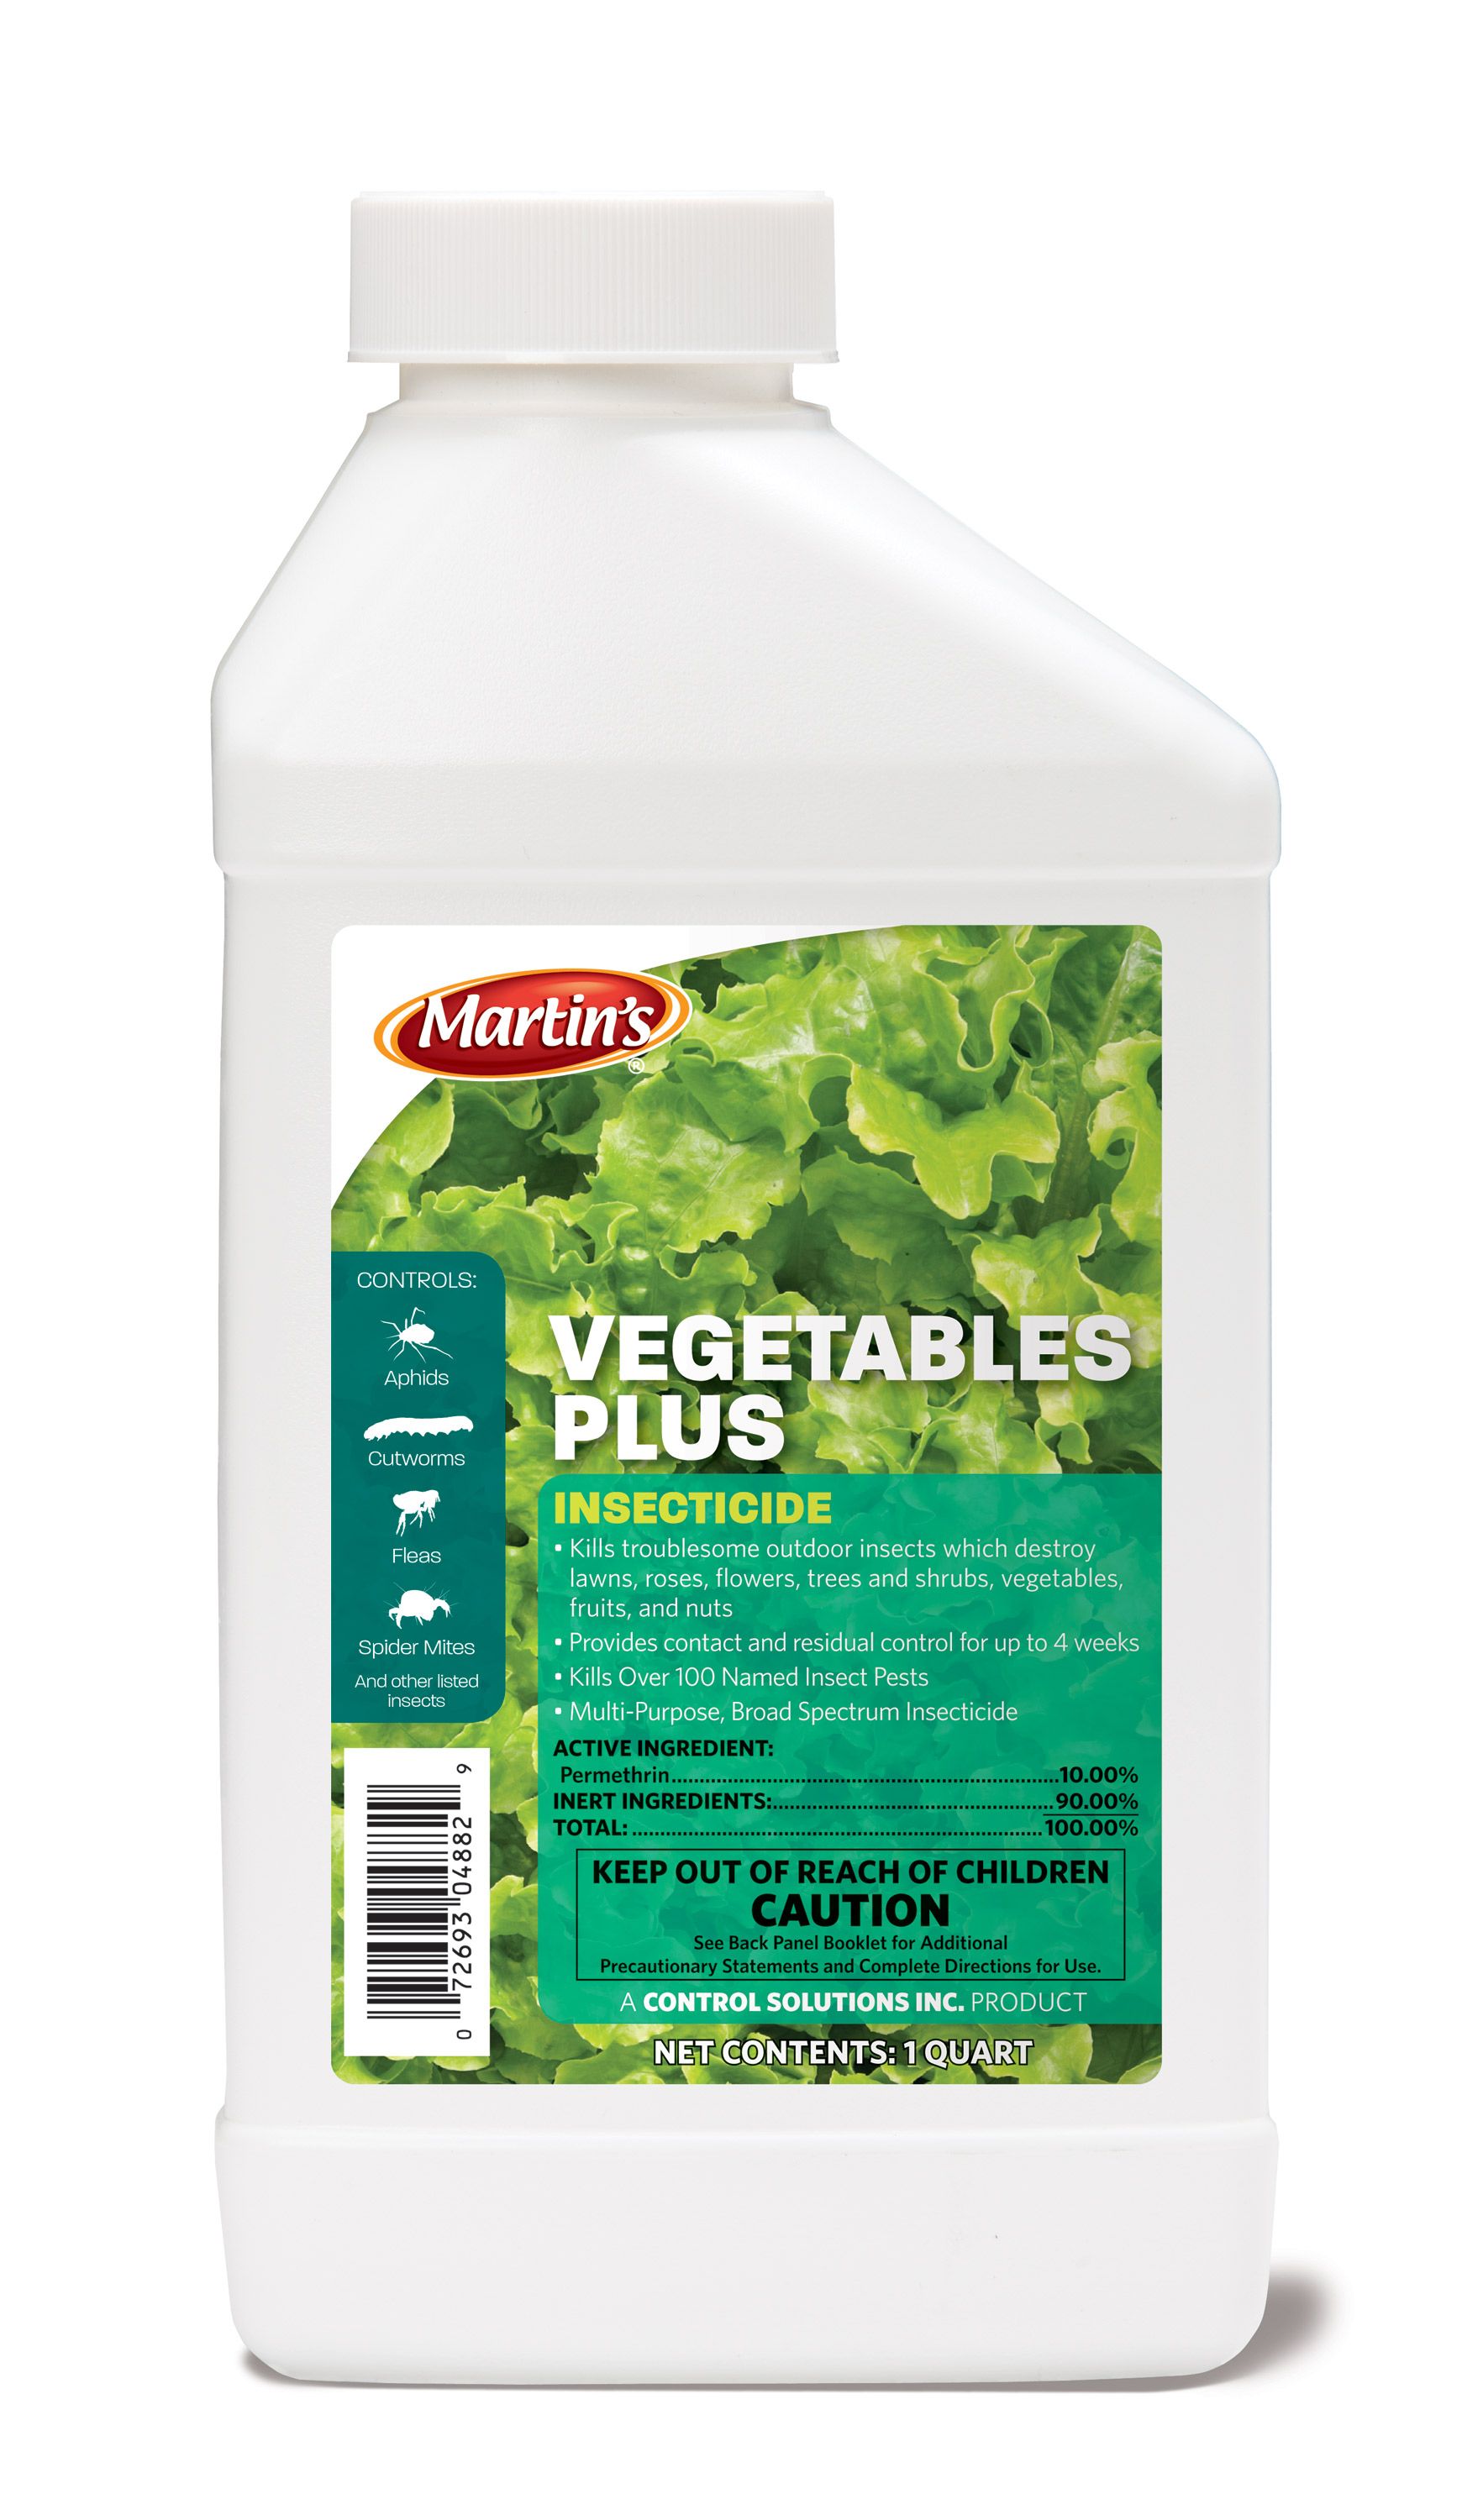 Martin's
®
CONTROLS:
Aphids
Cutworms
Fleas
Spider Mites
And other listed
insects
VEGETABLES
PLUS
INSECTICIDE
• Kills troublesome outdoor insects which destroy
lawns, roses, flowers, trees and shrubs, vegetables,
fruits, and nuts
• Provides contact and residual control for up to 4 weeks
• Kills Over 100 Named Insect Pests
• Multi-Purpose, Broad Spectrum Insecticide
ACTIVE INGREDIENT:
Permethrin..........10.00%
INERT INGREDIENTS:..........90.00%
TOTAL:..........100.00%
KEEP OUT OF REACH OF CHILDREN
CAUTION
See Back Panel Booklet for Additional
Precautionary Statements and Complete Directions for Use.
A CONTROL SOLUTIONS INC. PRODUCT
NET CONTENTS: 1 QUART
0 72693 04882 9